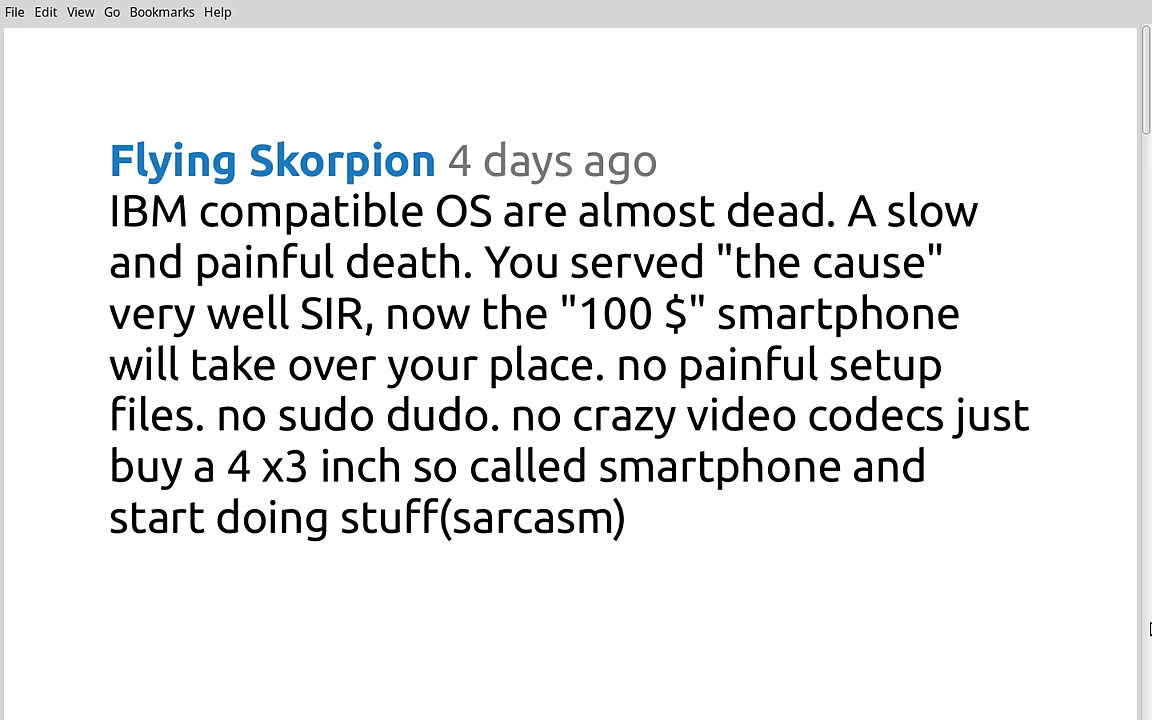 File Edit View Go Bookmarks Help
Flying Skorpion 4 days ago
IBM compatible OS are almost dead. A slow
and painful death. You served "the cause"
very well SIR, now the "100 $" smartphone
will take over your place. no painful setup
files. no sudo dudo. no crazy video codecs just
buy a 4 x3 inch so called smartphone and
start doing stuff(sarcasm)